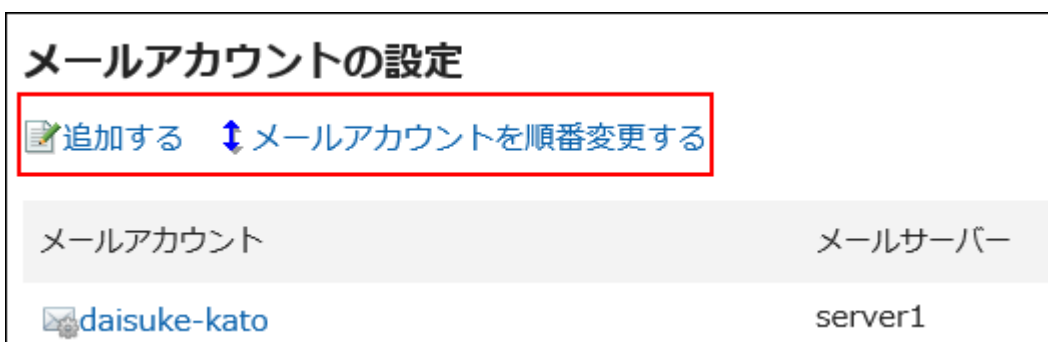 メールアカウントの設定
追加する メールアカウントを順番変更する
メールアカウント メールサーバー
daisuke-kato server1